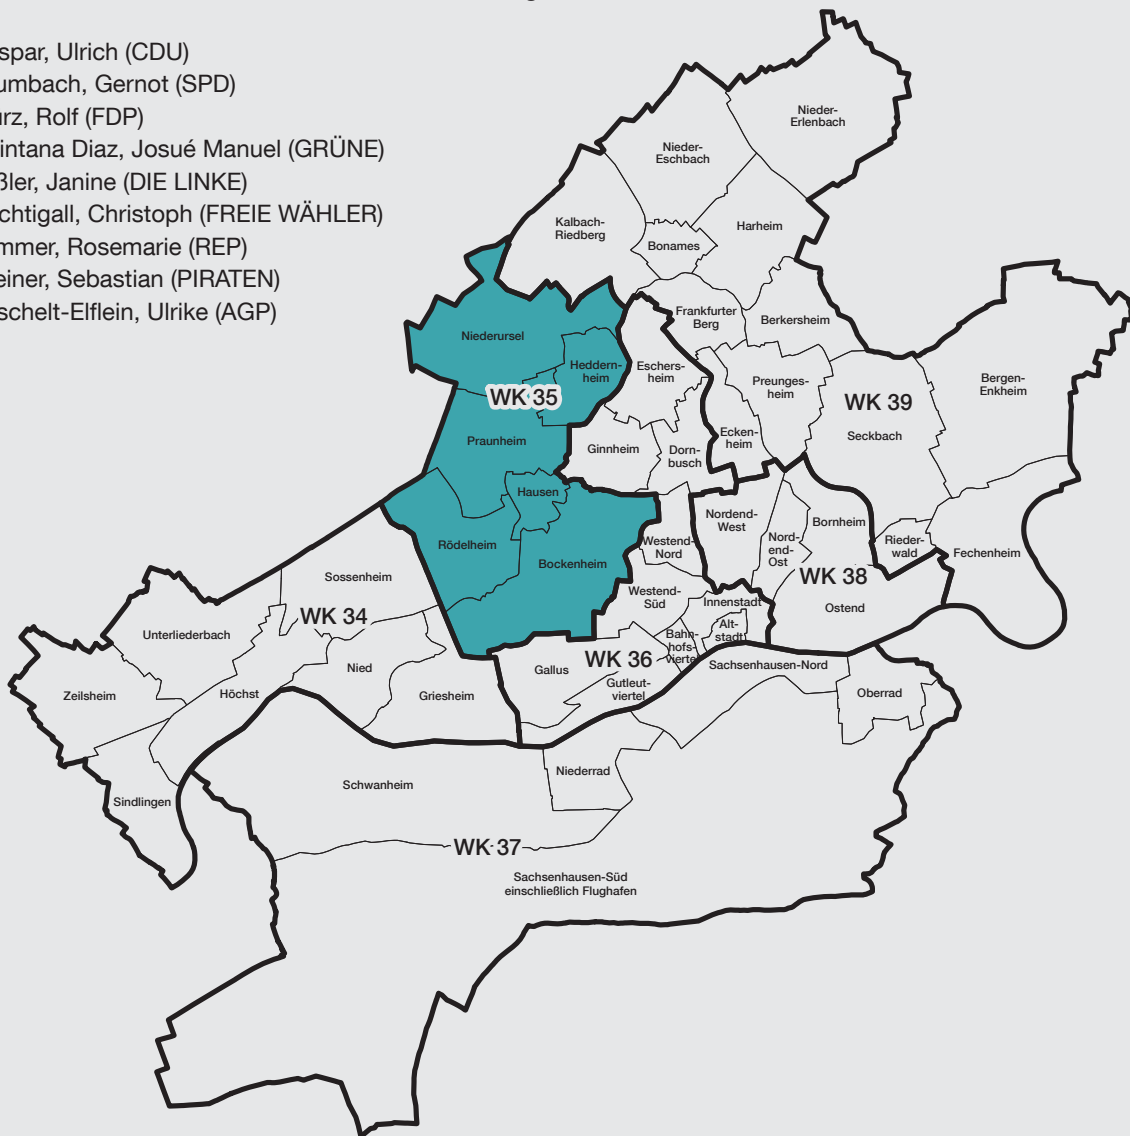 spar, Ulrich (CDU)
umbach, Gernot (SPD)
urz, Rolf (FDP)
intana Diaz, Josué Manuel (GRÜNE)
ßler, Janine (DIE LINKE)
chtigall, Christoph (FREIE WÄHLER)
mmer, Rosemarie (REP)
einer, Sebastian (PIRATEN)
schelt-Elflein, Ulrike (AGP)
Nieder-
Erlenbach
Nieder-
Eschbach
Kalbach-
Riedberg
Bonames
Harheim
Niederursel
Frankfurter
Berg
Berkersheim
Heddern-
heim
Eschers-
heim
Preunges-
heim
Bergen-
Enkheim
WK 35
WK 39
Praunheim
Ginnheim
Dorn-
busch
Ecken-
heim
Seckbach
Hausen
Nordend-
West
Bornheim
Rödelheim
Bockenheim
Westend-
Nord
Nord-
end-
Ost
Rieder-
wald
Fechenheim
Sossenheim
WK 38
Westend-
Süd
Innenstadt
Ostend
WK 34
Unterliederbach
Alt-
stadt
Bahn-
hofs-
viertel
Nied
Gallus
WK 36
Sachsenhausen-Nord
Zeilsheim
Höchst
Griesheim
Gutleut-
viertel
Oberrad
Schwanheim
Niederrad
Sindlingen
WK 37
Sachsenhausen-Süd
einschließlich Flughafen